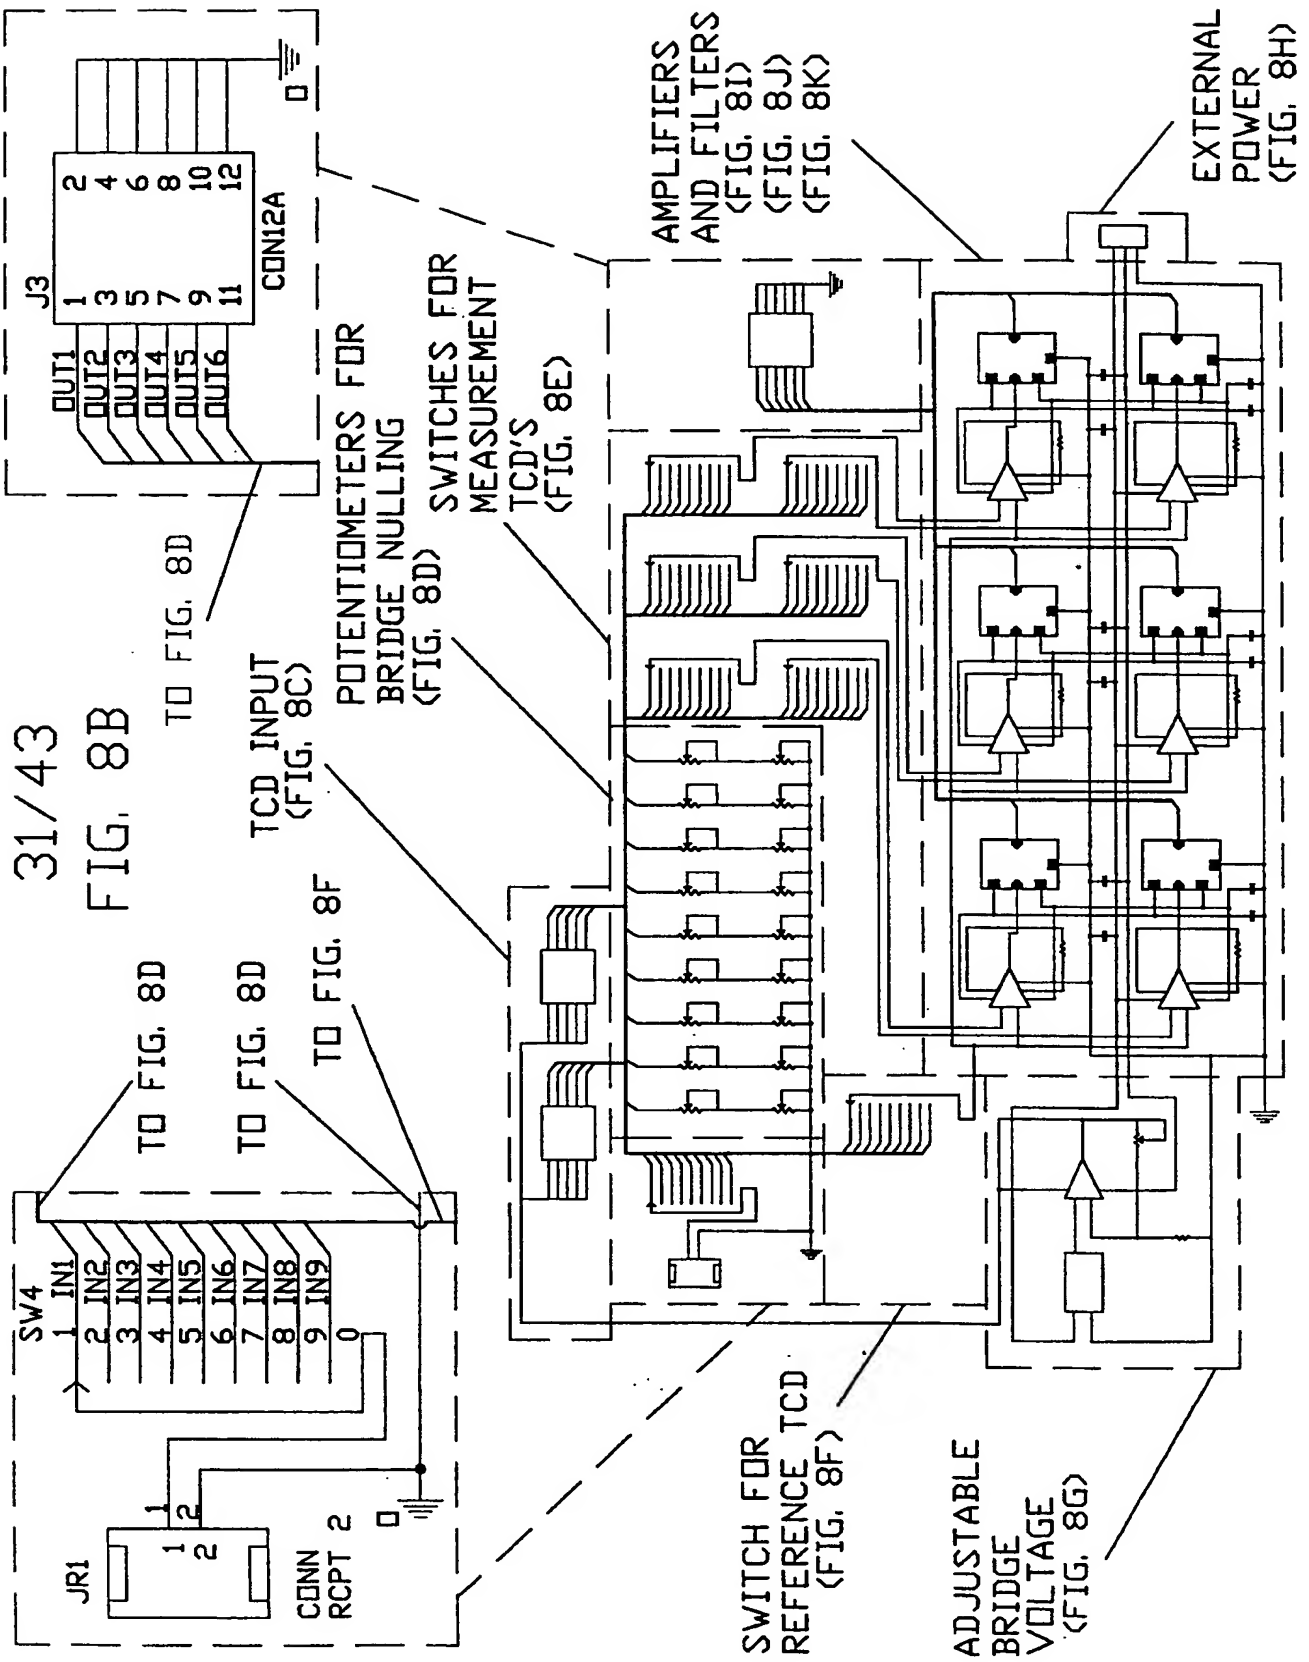 31/43
FIG. 8B
SW4
1 IN1
2 IN2
3 IN3
4 IN4
5 IN5
6 IN6
7 IN7
8 IN8
9 IN9
0
JR1
1
2
1
2
CONN
RCPT 2
0
TO FIG. 8D
TO FIG. 8D
TO FIG. 8F
TO FIG. 8D
J3
OUT1
OUT2
OUT3
OUT4
OUT5
OUT6
1 2
3 4
5 6
7 8
9 10
11 12
CON12A
0
TCD INPUT
(FIG. 8C)
POTENTIOMETERS FOR
BRIDGE NULLING
(FIG. 8D)
SWITCHES FOR
MEASUREMENT
TCD'S
(FIG. 8E)
AMPLIFIERS
AND FILTERS
(FIG. 8I)
(FIG. 8J)
(FIG. 8K)
SWITCH FOR
REFERENCE TCD
(FIG. 8F)
ADJUSTABLE
BRIDGE
VOLTAGE
(FIG. 8G)
EXTERNAL
POWER
(FIG. 8H)